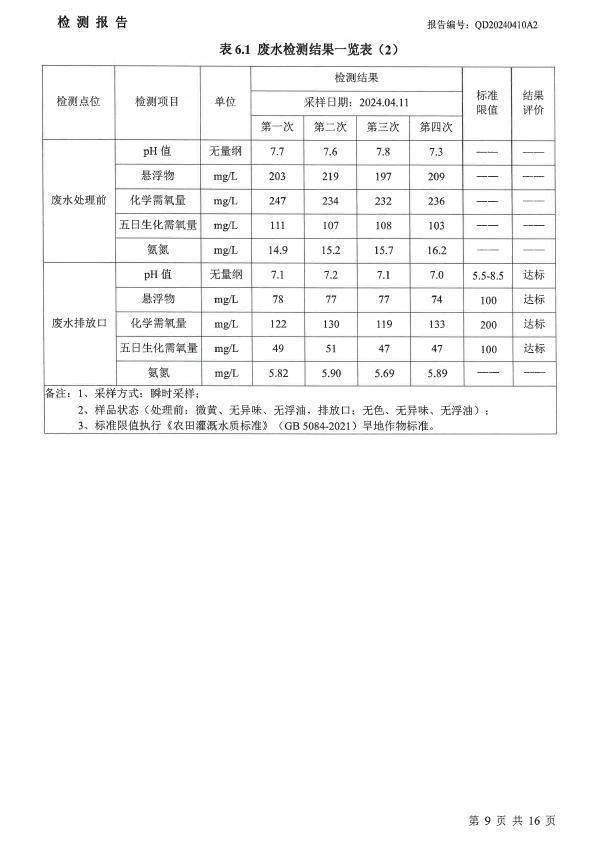 检 测 报 告
报告编号：QD20240410A2
表 6.1 废水检测结果一览表（2）
检测点位 检测项目 单位 检测结果 标准限值 结果评价
采样日期：2024.04.11
第一次 第二次 第三次 第四次
废水处理前 pH 值 无量纲 7.7 7.6 7.8 7.3 —— ——
悬浮物 mg/L 203 219 197 209 —— ——
化学需氧量 mg/L 247 234 232 236 —— ——
五日生化需氧量 mg/L 111 107 108 103 —— ——
氨氮 mg/L 14.9 15.2 15.7 16.2 —— ——
废水排放口 pH 值 无量纲 7.1 7.2 7.1 7.0 5.5-8.5 达标
悬浮物 mg/L 78 77 77 74 100 达标
化学需氧量 mg/L 122 130 119 133 200 达标
五日生化需氧量 mg/L 49 51 47 47 100 达标
氨氮 mg/L 5.82 5.90 5.69 5.89 —— ——
备注：1、采样方式：瞬时采样；
2、样品状态（处理前：微黄、无异味、无浮油，排放口：无色、无异味、无浮油）；
3、标准限值执行《农田灌溉水质标准》（GB 5084-2021）旱地作物标准。
第 9 页 共 16 页